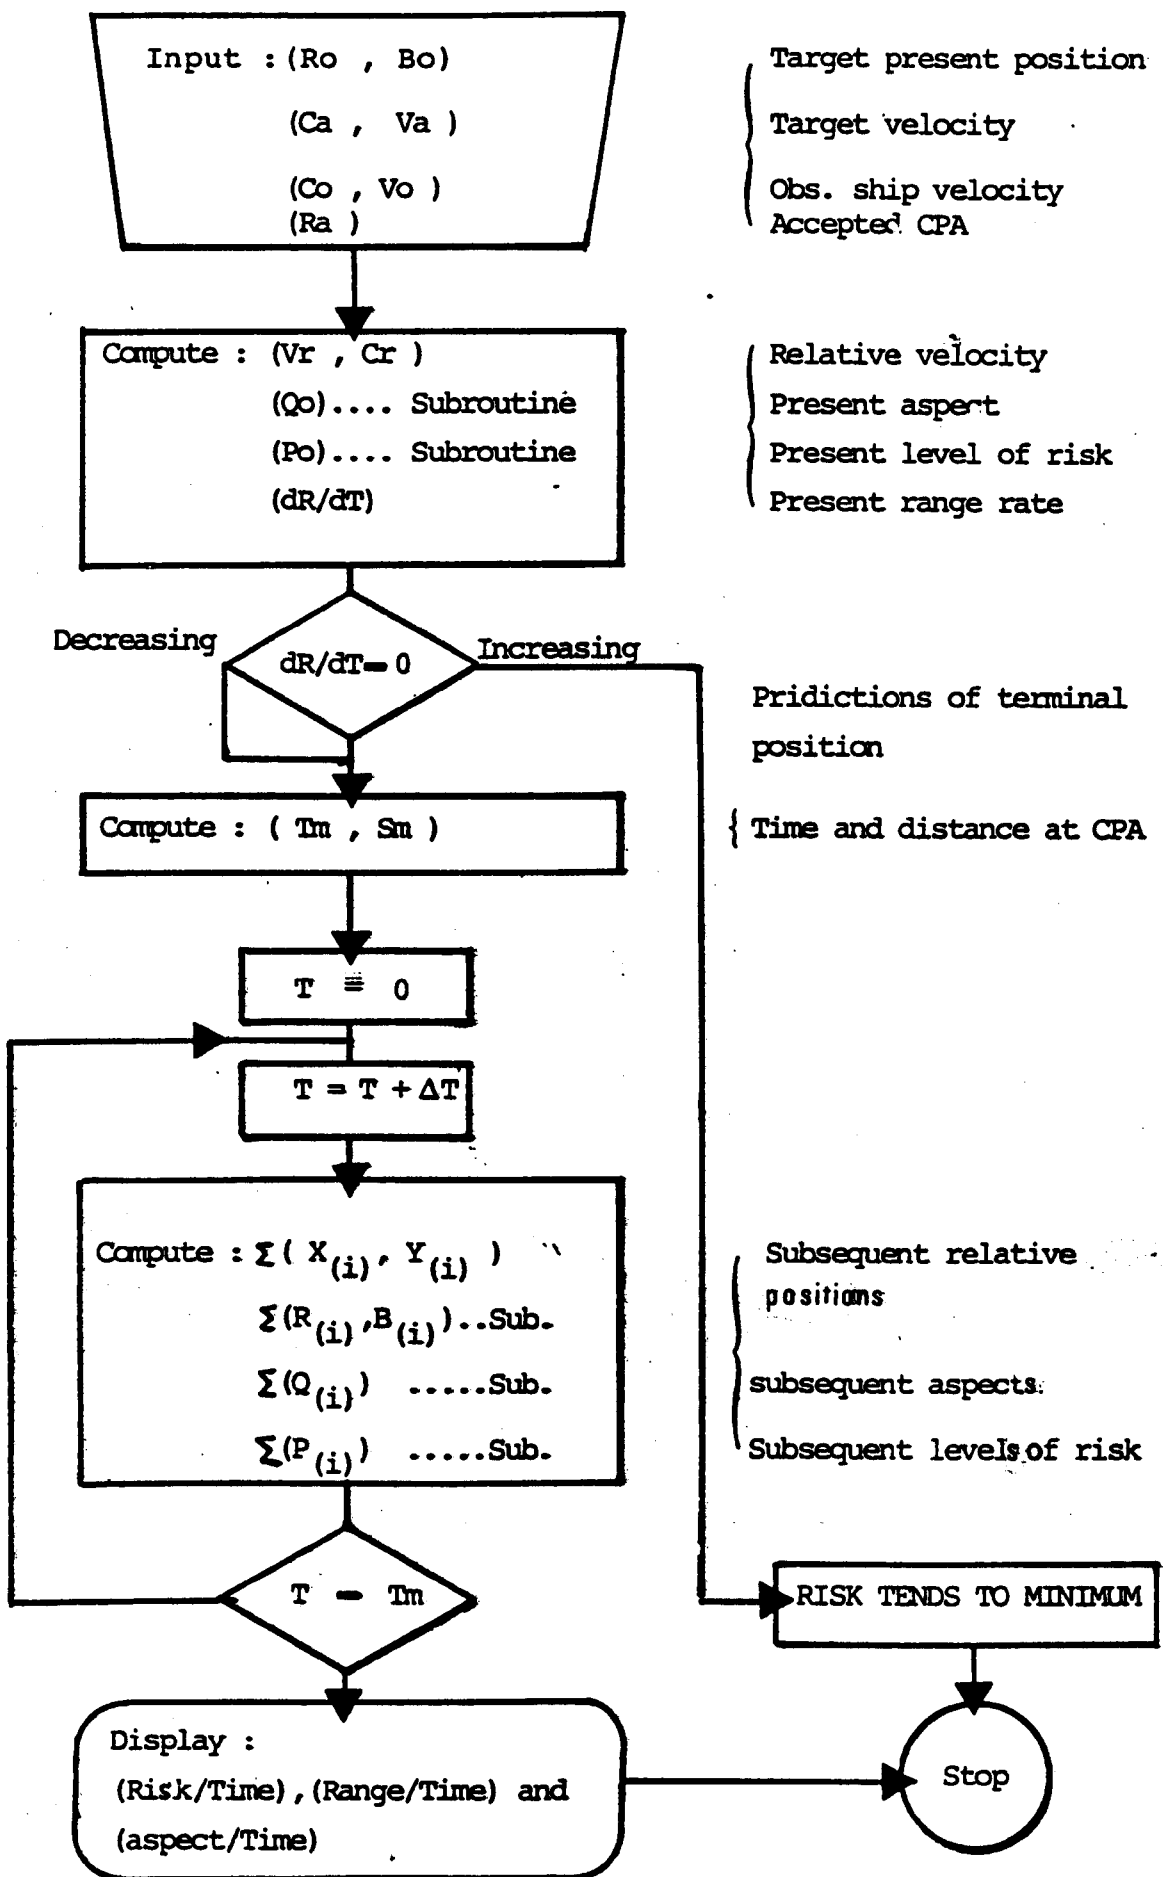 Input : (Ro , Bo)
Target present position
(Ca , Va )
Target velocity
(Co , Vo )
Obs. ship velocity
(Ra )
Accepted CPA
Compute : (Vr , Cr )
Relative velocity
(Qo).... Subroutine
Present aspect
(Po).... Subroutine
Present level of risk
(dR/dT)
Present range rate
Decreasing
dR/dT=0
Increasing
Pridictions of terminal
position
Compute : ( Tm , Sm )
Time and distance at CPA
T ≡ 0
T = T + ΔT
Compute : Σ( X(i), Y(i) )
Subsequent relative
positions
Σ(R(i),B(i))..Sub.
Σ(Q(i)) .....Sub.
subsequent aspects.
Σ(P(i)) .....Sub.
Subsequent levels of risk
T = Tm
RISK TENDS TO MINIMUM
Display :
(Risk/Time),(Range/Time) and
(aspect/Time)
Stop